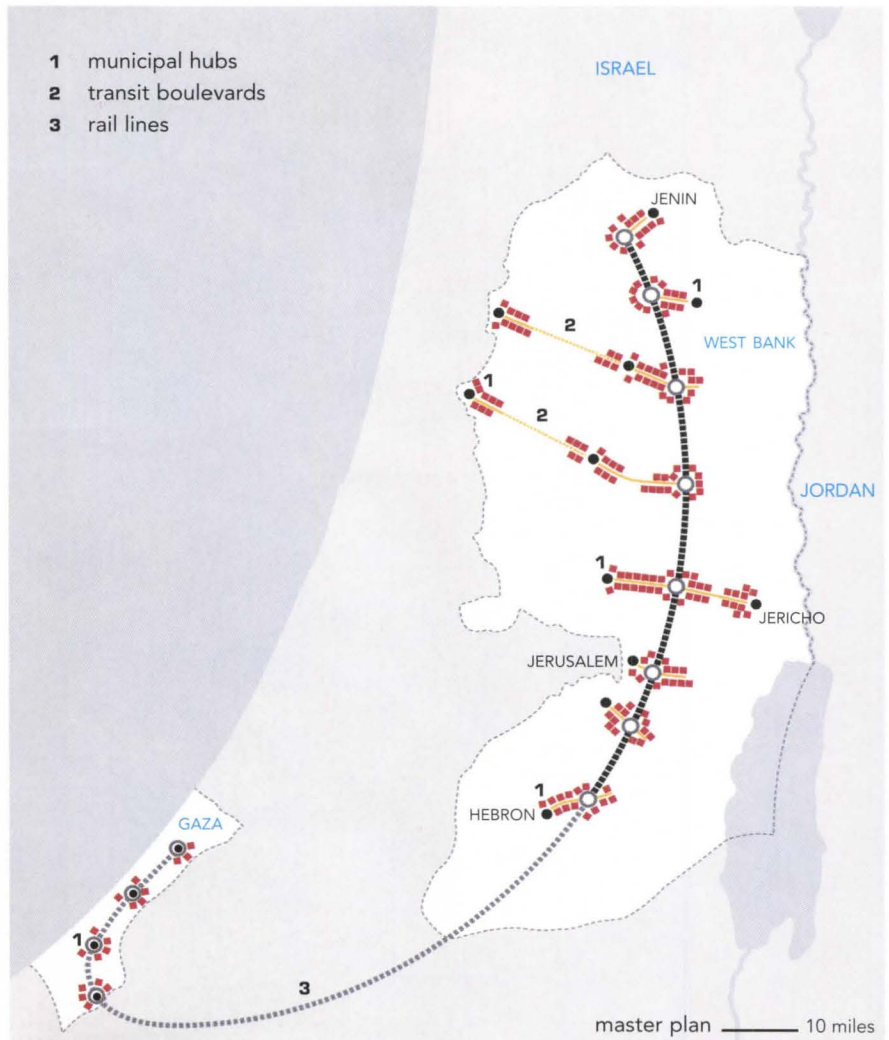 1 municipal hubs
2 transit boulevards
3 rail lines
ISRAEL
JENIN
1
2
WEST BANK
1
2
JORDAN
1
JERICHO
JERUSALEM
1
HEBRON
GAZA
1
3
master plan 10 miles